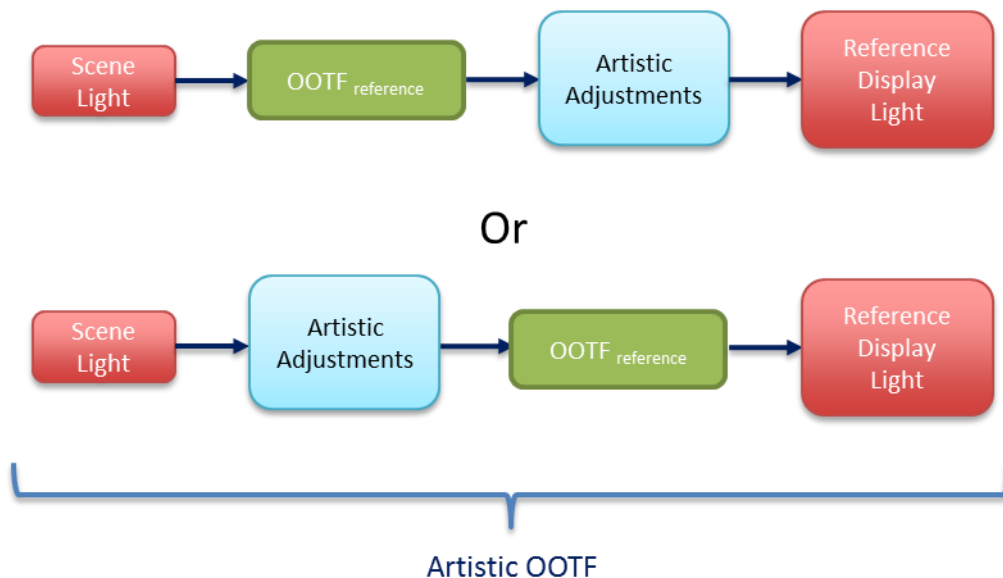 Scene
Light
OOTF reference
Artistic
Adjustments
Reference
Display
Light
Or
Scene
Light
Artistic
Adjustments
OOTF reference
Reference
Display
Light
Artistic OOTF